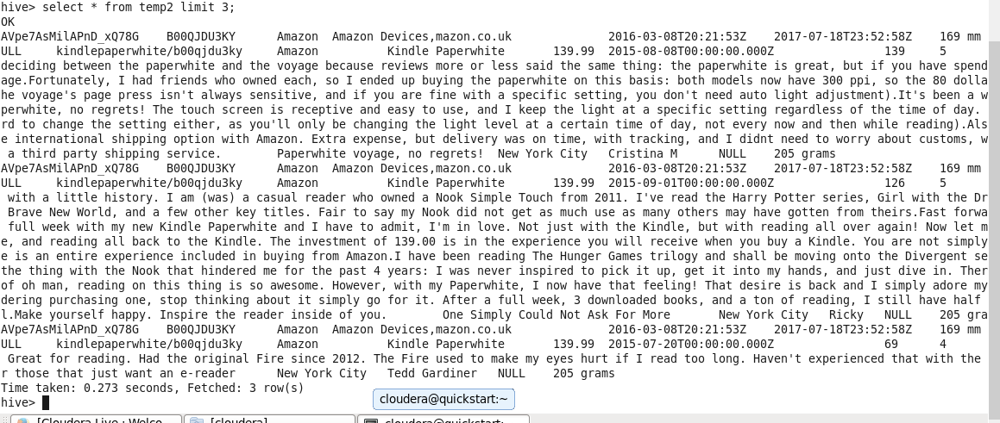 hive> select * from temp2 limit 3;
OK
AVpe7AsMilAPnD_xQ78G    B00QJDU3KY      Amazon  Amazon Devices,mazon.co.uk              2016-03-08T20:21:53Z    2017-07-18T23:52:58Z    169 mm
ULL     kindlepaperwhite/b00qjdu3ky     Amazon          Kindle Paperwhite       139.99  2015-08-08T00:00:00.000Z                139     5
deciding between the paperwhite and the voyage because reviews more or less said the same thing: the paperwhite is great, but if you have spend
age.Fortunately, I had friends who owned each, so I ended up buying the paperwhite on this basis: both models now have 300 ppi, so the 80 dolla
he voyage's page press isn't always sensitive, and if you are fine with a specific setting, you don't need auto light adjustment).It's been a w
perwhite, no regrets! The touch screen is receptive and easy to use, and I keep the light at a specific setting regardless of the time of day.
rd to change the setting either, as you'll only be changing the light level at a certain time of day, not every now and then while reading).Als
e international shipping option with Amazon. Extra expense, but delivery was on time, with tracking, and I didnt need to worry about customs, w
 a third party shipping service.        Paperwhite voyage, no regrets!  New York City   Cristina M      NULL    205 grams
AVpe7AsMilAPnD_xQ78G    B00QJDU3KY      Amazon  Amazon Devices,mazon.co.uk              2016-03-08T20:21:53Z    2017-07-18T23:52:58Z    169 mm
ULL     kindlepaperwhite/b00qjdu3ky     Amazon          Kindle Paperwhite       139.99  2015-09-01T00:00:00.000Z                126     5
 with a little history. I am (was) a casual reader who owned a Nook Simple Touch from 2011. I've read the Harry Potter series, Girl with the Dr
 Brave New World, and a few other key titles. Fair to say my Nook did not get as much use as many others may have gotten from theirs.Fast forwa
 full week with my new Kindle Paperwhite and I have to admit, I'm in love. Not just with the Kindle, but with reading all over again! Now let m
e, and reading all back to the Kindle. The investment of 139.00 is in the experience you will receive when you buy a Kindle. You are not simply
e is an entire experience included in buying from Amazon.I have been reading The Hunger Games trilogy and shall be moving onto the Divergent se
the thing with the Nook that hindered me for the past 4 years: I was never inspired to pick it up, get it into my hands, and just dive in. Ther
of oh man, reading on this thing is so awesome. However, with my Paperwhite, I now have that feeling! That desire is back and I simply adore my
dering purchasing one, stop thinking about it simply go for it. After a full week, 3 downloaded books, and a ton of reading, I still have half
l.Make yourself happy. Inspire the reader inside of you.        One Simply Could Not Ask For More       New York City   Ricky   NULL    205 gra
AVpe7AsMilAPnD_xQ78G    B00QJDU3KY      Amazon  Amazon Devices,mazon.co.uk              2016-03-08T20:21:53Z    2017-07-18T23:52:58Z    169 mm
ULL     kindlepaperwhite/b00qjdu3ky     Amazon          Kindle Paperwhite       139.99  2015-07-20T00:00:00.000Z                69      4
 Great for reading. Had the original Fire since 2012. The Fire used to make my eyes hurt if I read too long. Haven't experienced that with the
r those that just want an e-reader      New York City   Ted Gardiner   NULL    205 grams
Time taken: 0.273 seconds, Fetched: 3 row(s)
hive>
cloudera@quickstart:~
[Cloudera Live : Welco...
[cloudera]
cloudera@quickstart: